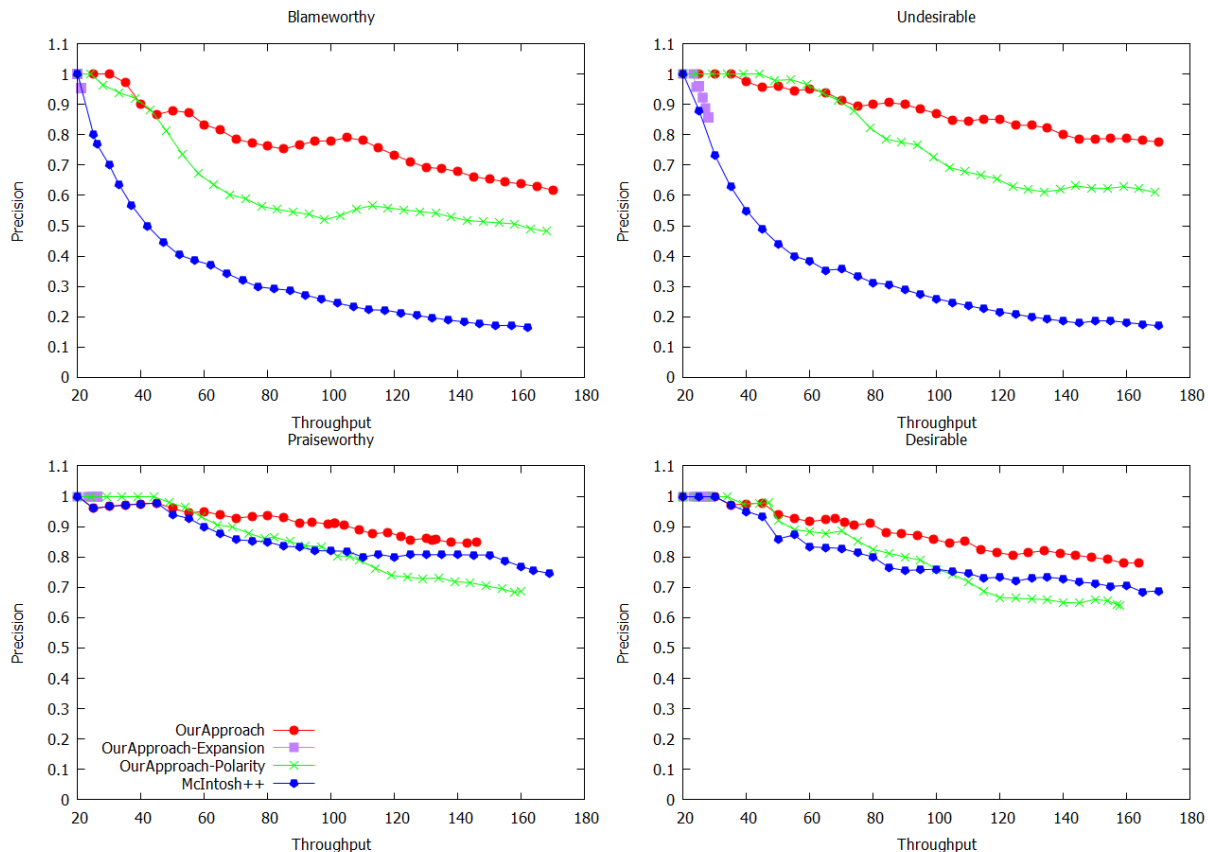 Blameworthy
1.1
1
0.9
0.8
0.7
0.6
0.5
0.4
0.3
0.2
0.1
0
Precision
20 40 60 80 100 120 140 160 180
Throughput
Undesirable
1.1
1
0.9
0.8
0.7
0.6
0.5
0.4
0.3
0.2
0.1
0
Precision
20 40 60 80 100 120 140 160 180
Throughput
Praiseworthy
1.1
1
0.9
0.8
0.7
0.6
0.5
0.4
0.3
0.2
0.1
0
Precision
OurApproach
OurApproach-Expansion
OurApproach-Polarity
McIntosh++
20 40 60 80 100 120 140 160 180
Throughput
Desirable
1.1
1
0.9
0.8
0.7
0.6
0.5
0.4
0.3
0.2
0.1
0
Precision
20 40 60 80 100 120 140 160 180
Throughput